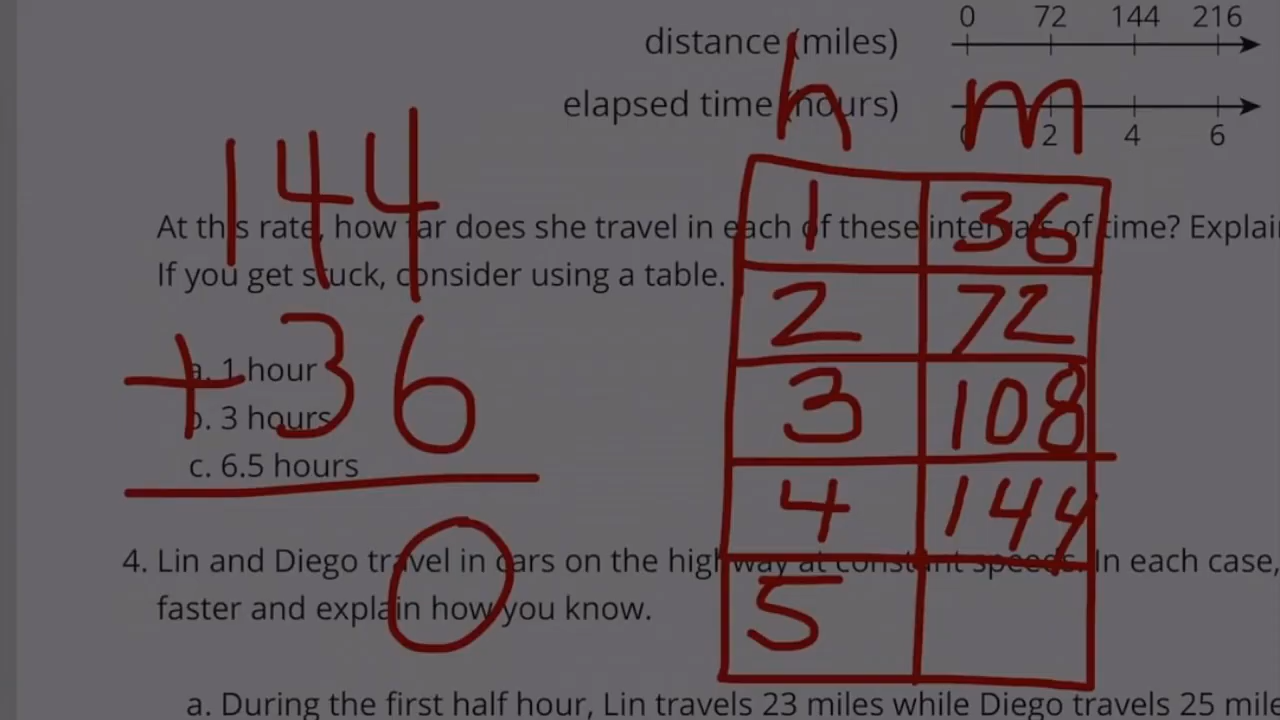 0 72 144 216
distance (miles)
elapsed time (hours)
0 2 4 6
At this rate, how far does she travel in each of these intervals of time? Explain
If you get stuck, consider using a table.
a. 1 hour
b. 3 hours
c. 6.5 hours
4. Lin and Diego travel in cars on the highway at constant speeds. In each case,
faster and explain how you know.
a. During the first half hour, Lin travels 23 miles while Diego travels 25 mile
144
+36
0
h m
1 36
2 72
3 108
4 144
5